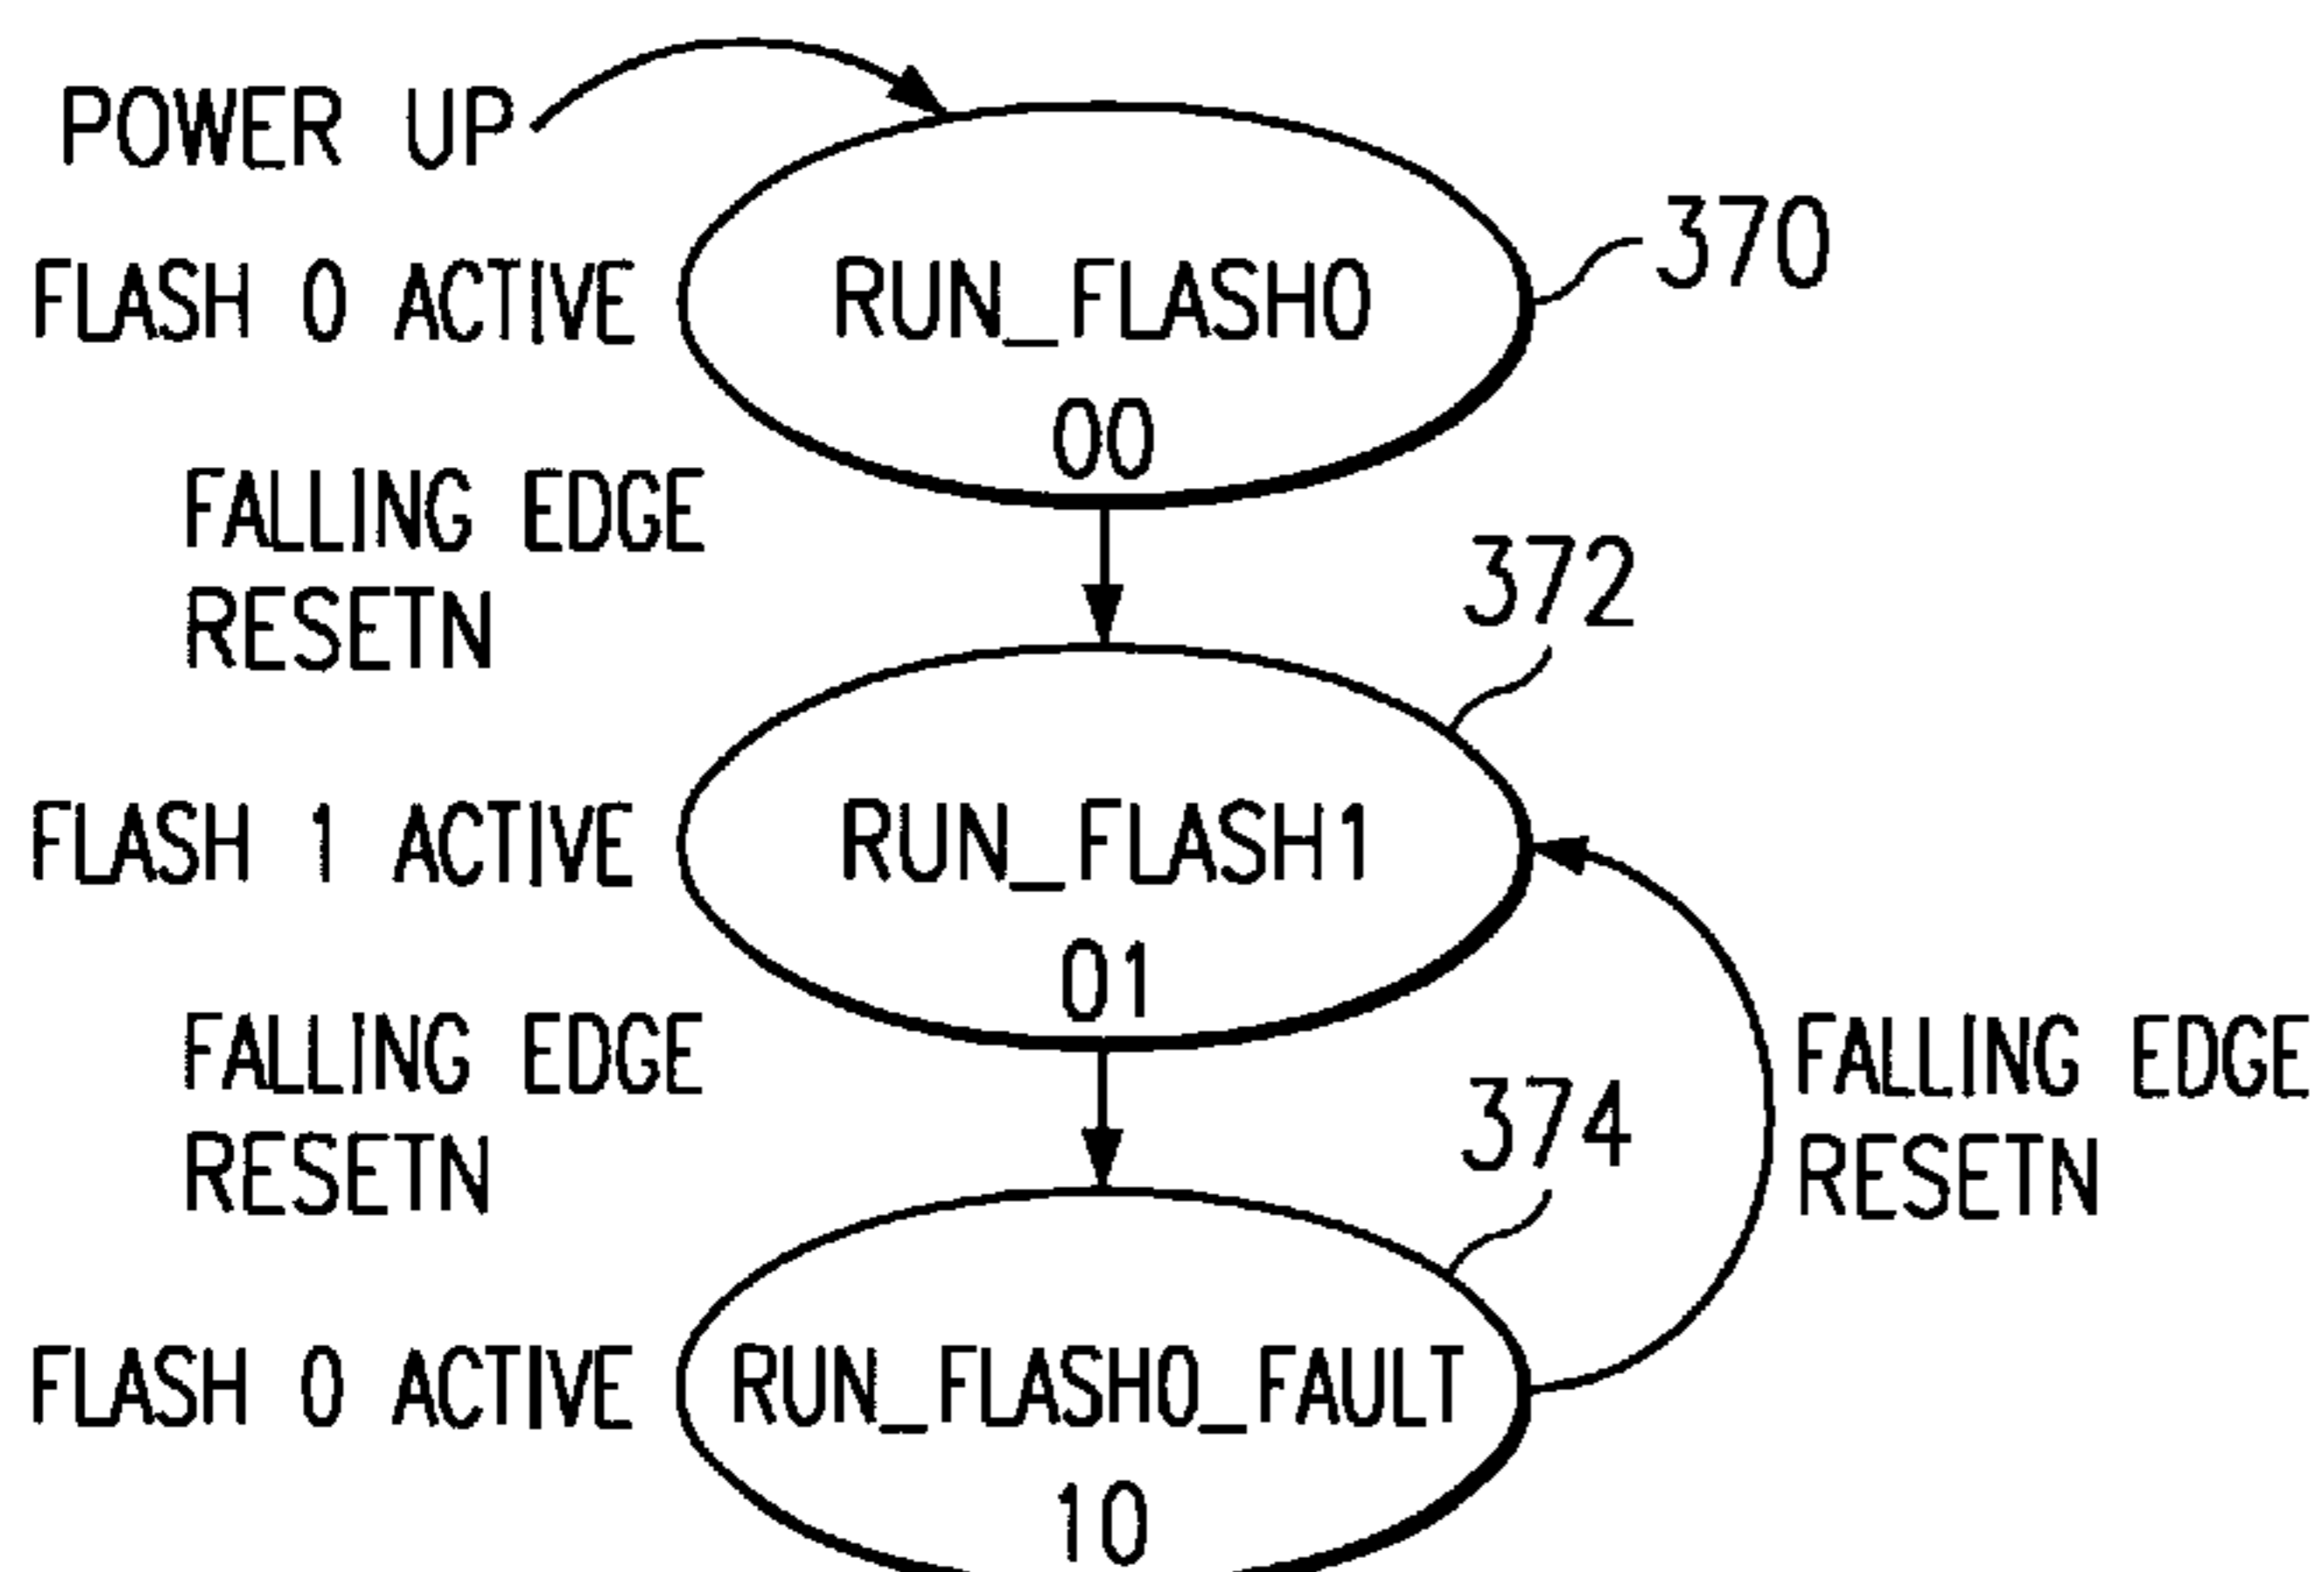 POWER UP
FLASH 0 ACTIVE
RUN_FLASH0
370
00
FALLING EDGE
RESETN
372
FLASH 1 ACTIVE
RUN_FLASH1
01
FALLING EDGE
RESETN
374
FALLING EDGE
RESETN
FLASH 0 ACTIVE
RUN_FLASH0_FAULT
10